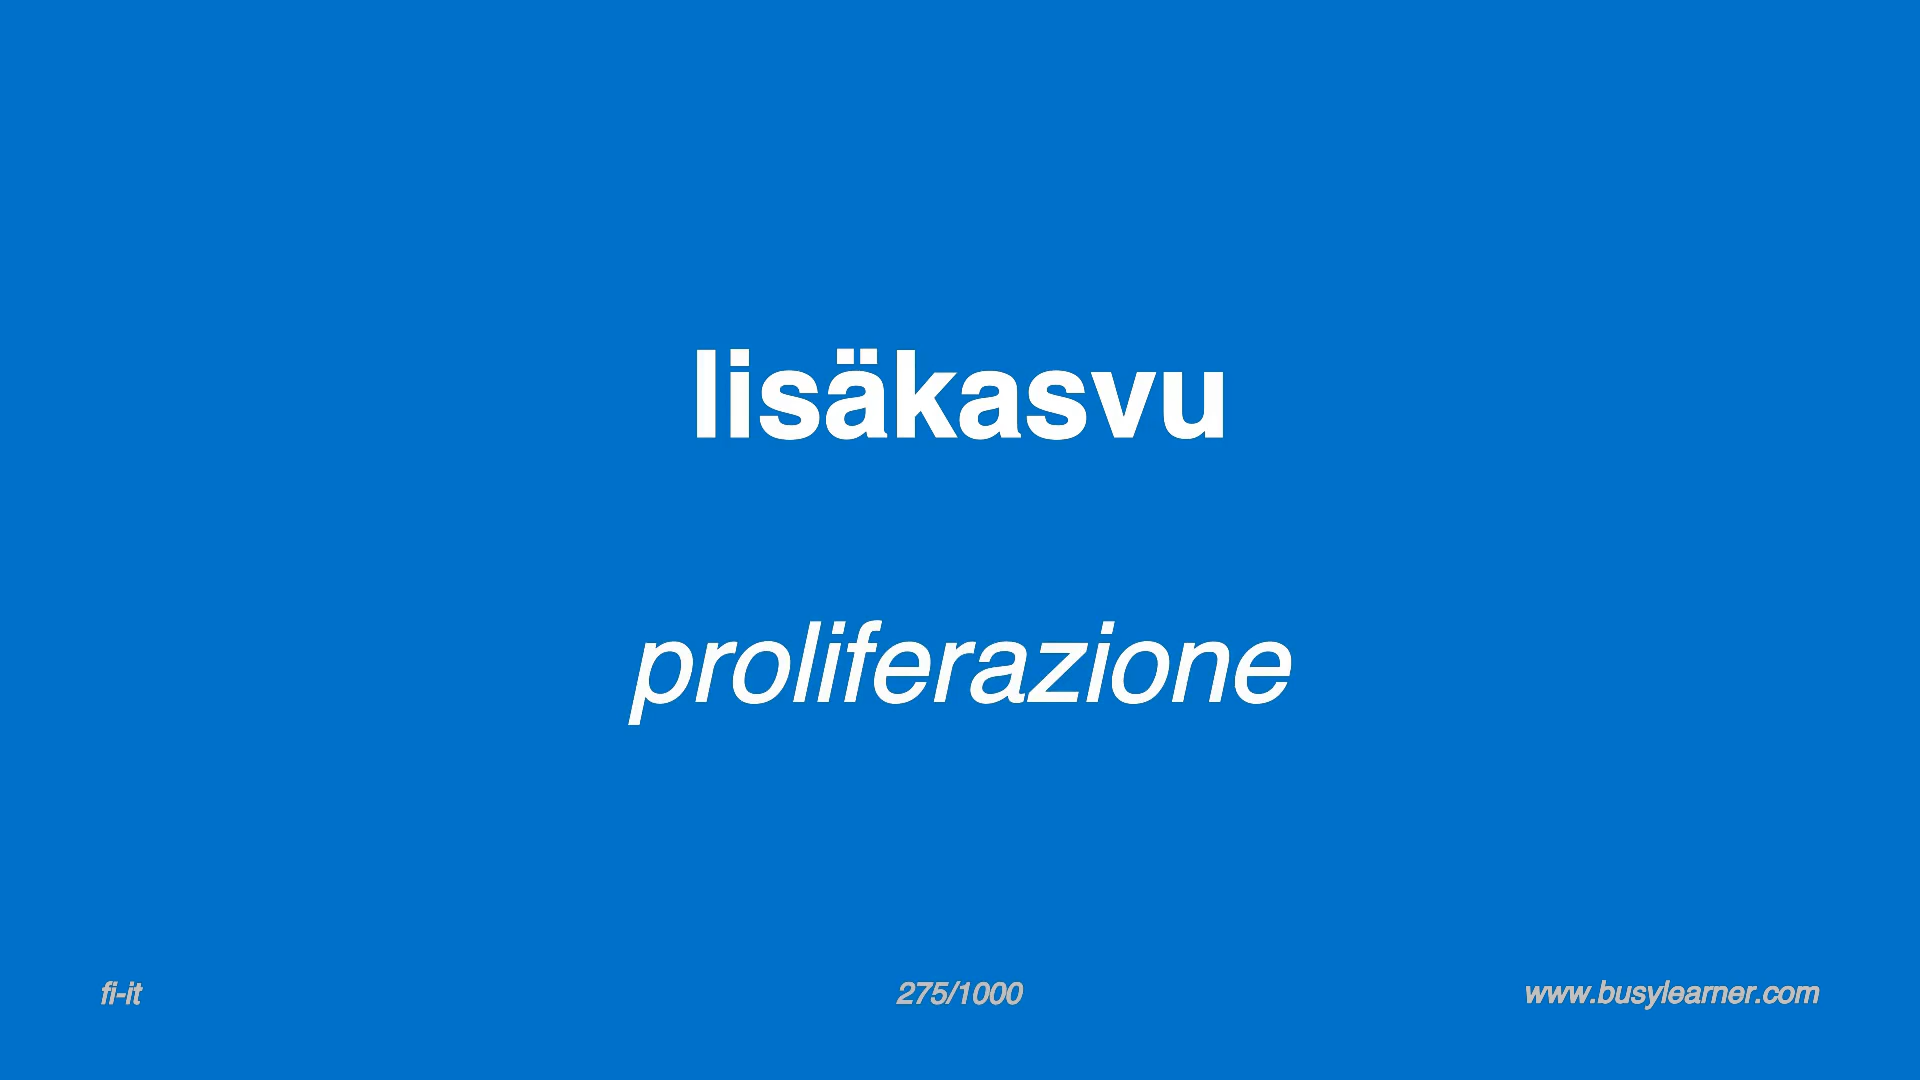 lisäkasvu
proliferazione
fi-it
275/1000
www.busylearner.com